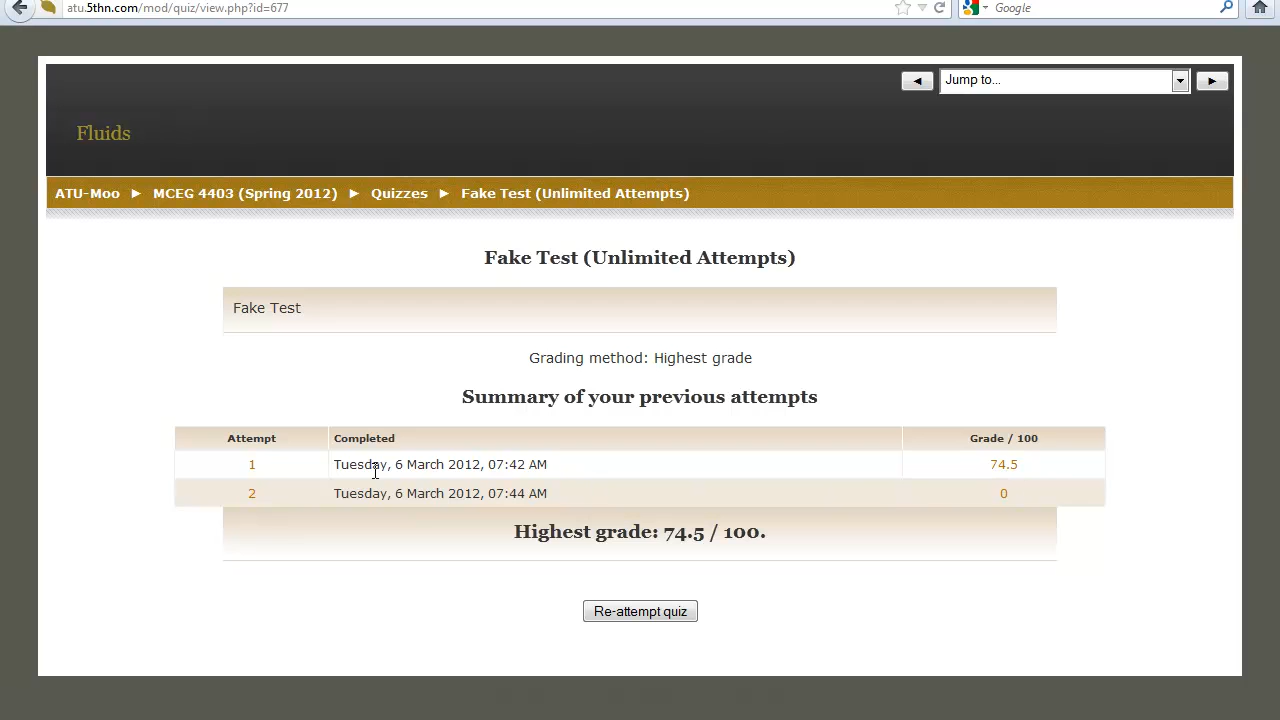 atu.5thn.com/mod/quiz/view.php?id=677 Google
Jump to...
Fluids
ATU-Moo ► MCEG 4403 (Spring 2012) ► Quizzes ► Fake Test (Unlimited Attempts)
Fake Test (Unlimited Attempts)
Fake Test
Grading method: Highest grade
Summary of your previous attempts
Attempt Completed Grade / 100
1 Tuesday, 6 March 2012, 07:42 AM 74.5
2 Tuesday, 6 March 2012, 07:44 AM 0
Highest grade: 74.5 / 100.
Re-attempt quiz